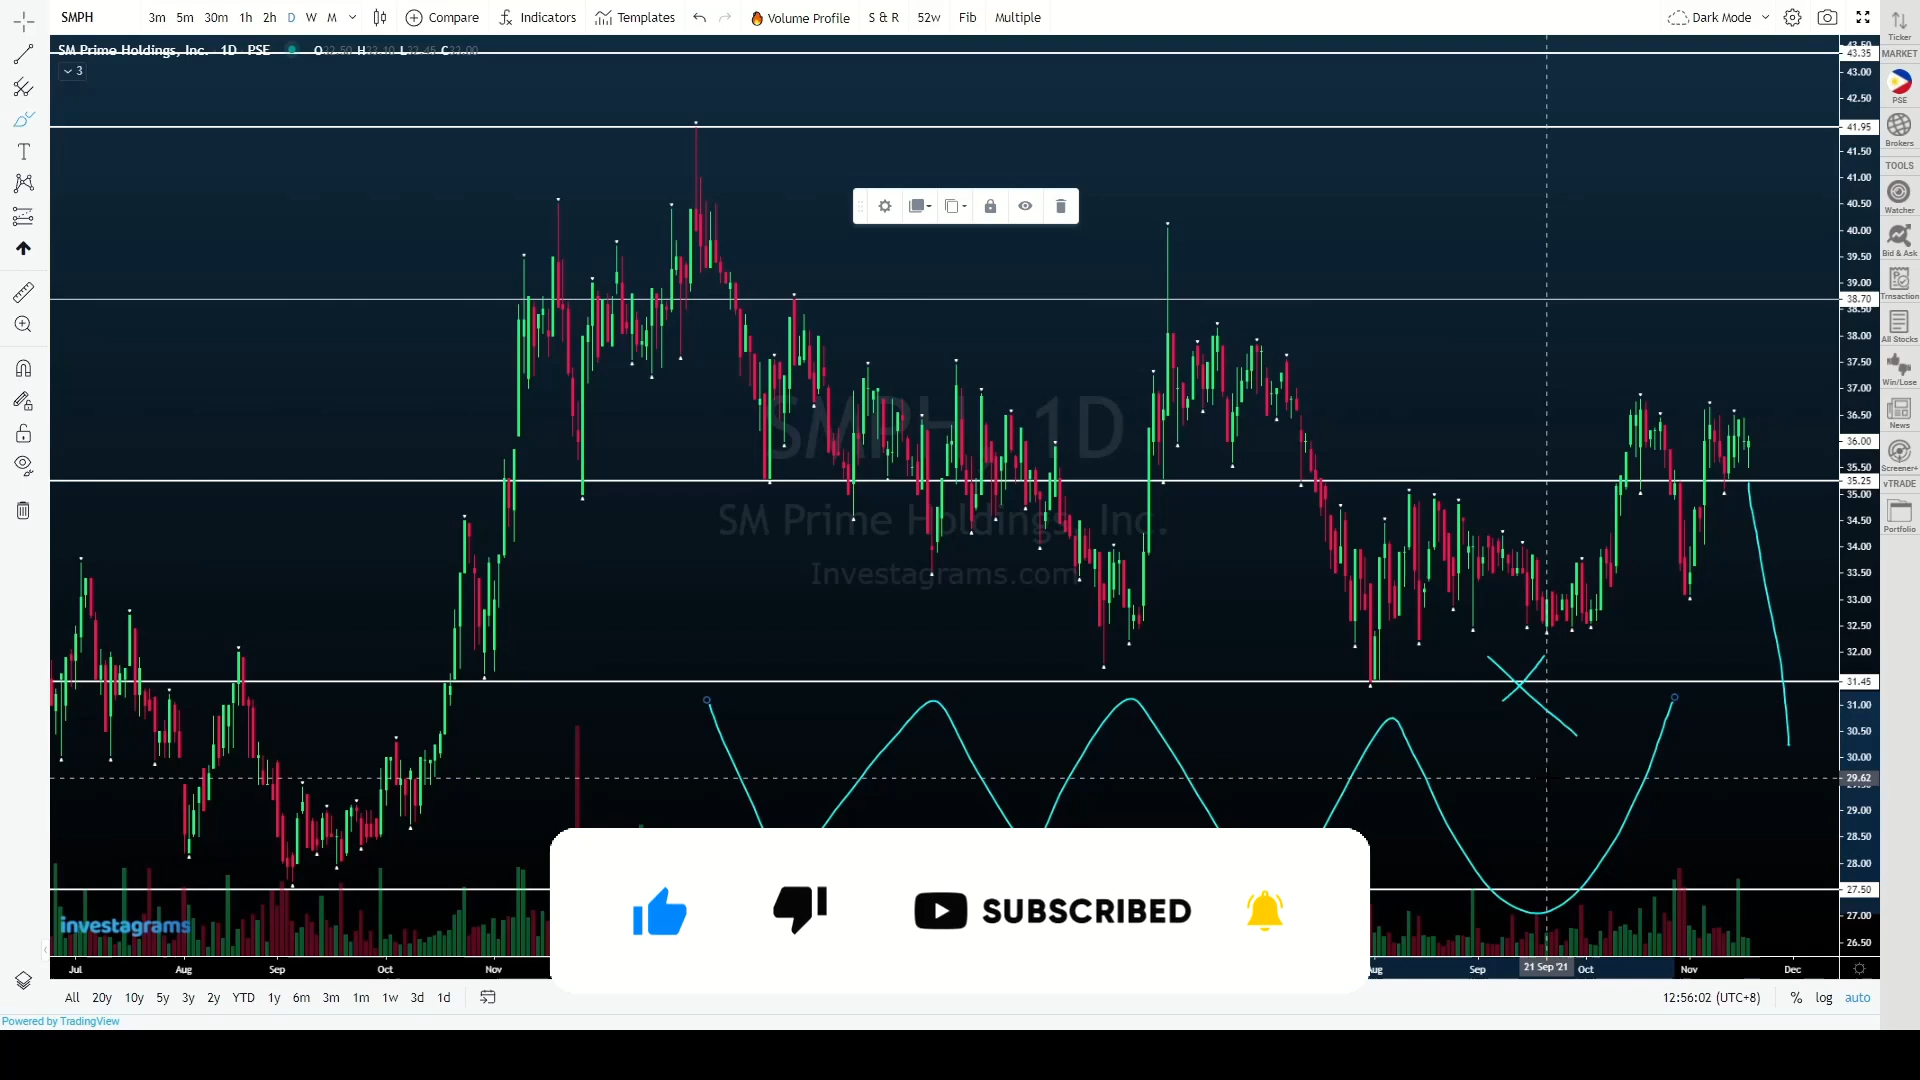 SMPH 3m 5m 30m 1h 2h D W M Compare Indicators Templates Volume Profile S & R 52w Fib Multiple Dark Mode
SM Prime Holdings, Inc. 1D PSE O H L C
3
43.35
43.00
42.50
41.95
41.50
41.00
40.50
40.00
39.50
39.00
38.70
38.50
38.00
37.50
37.00
36.50
36.00
35.50
35.25
35.00
34.50
34.00
33.50
33.00
32.50
32.00
31.45
31.00
30.50
30.00
29.62
29.00
28.50
28.00
27.50
27.00
26.50
SMPH, 1D
SM Prime Holdings, Inc.
Investagrams.com
investagrams
SUBSCRIBED
Jul Aug Sep Oct Nov Aug Sep 21 Sep '21 Oct Nov Dec
All 20y 10y 5y 3y 2y YTD 1y 6m 3m 1m 1w 3d 1d 12:56:02 (UTC+8) % log auto
Powered by TradingView
Ticker
MARKET
PSE
Brokers
TOOLS
Watcher
Bid & Ask
Trnsaction
All Stocks
Win/Lose
News
Screener+
vTRADE
Portfolio